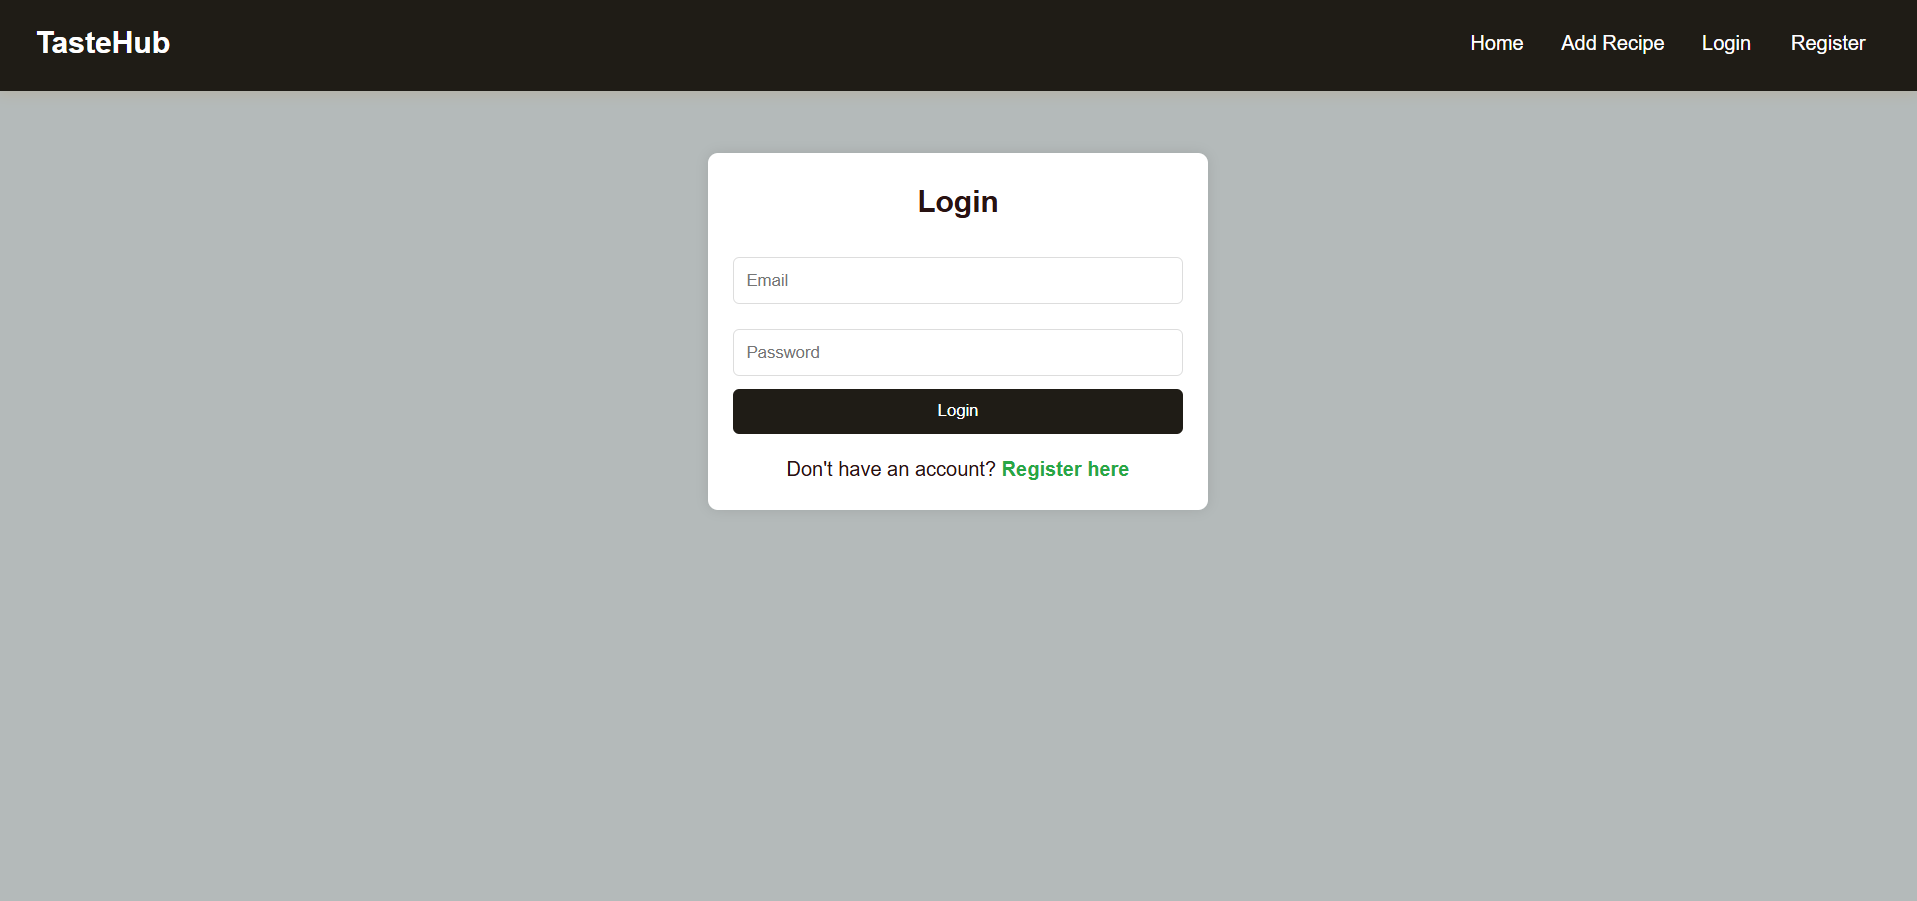 TasteHub Home Add Recipe Login Register
Login
Email
Password
Login
Don't have an account? Register here